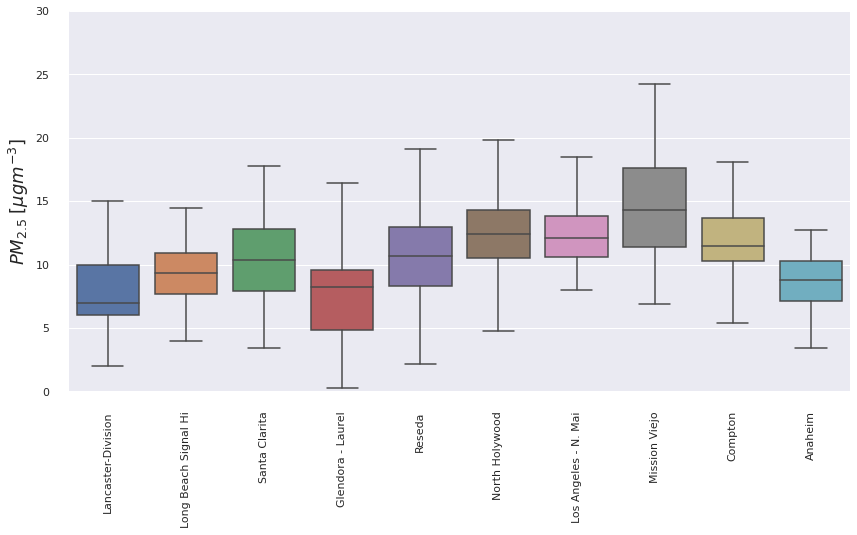 PM₂.₅ [μgm⁻³]
30
25
20
15
10
5
0
Lancaster-Division
Long Beach Signal Hi
Santa Clarita
Glendora - Laurel
Reseda
North Holywood
Los Angeles - N. Mai
Mission Viejo
Compton
Anaheim